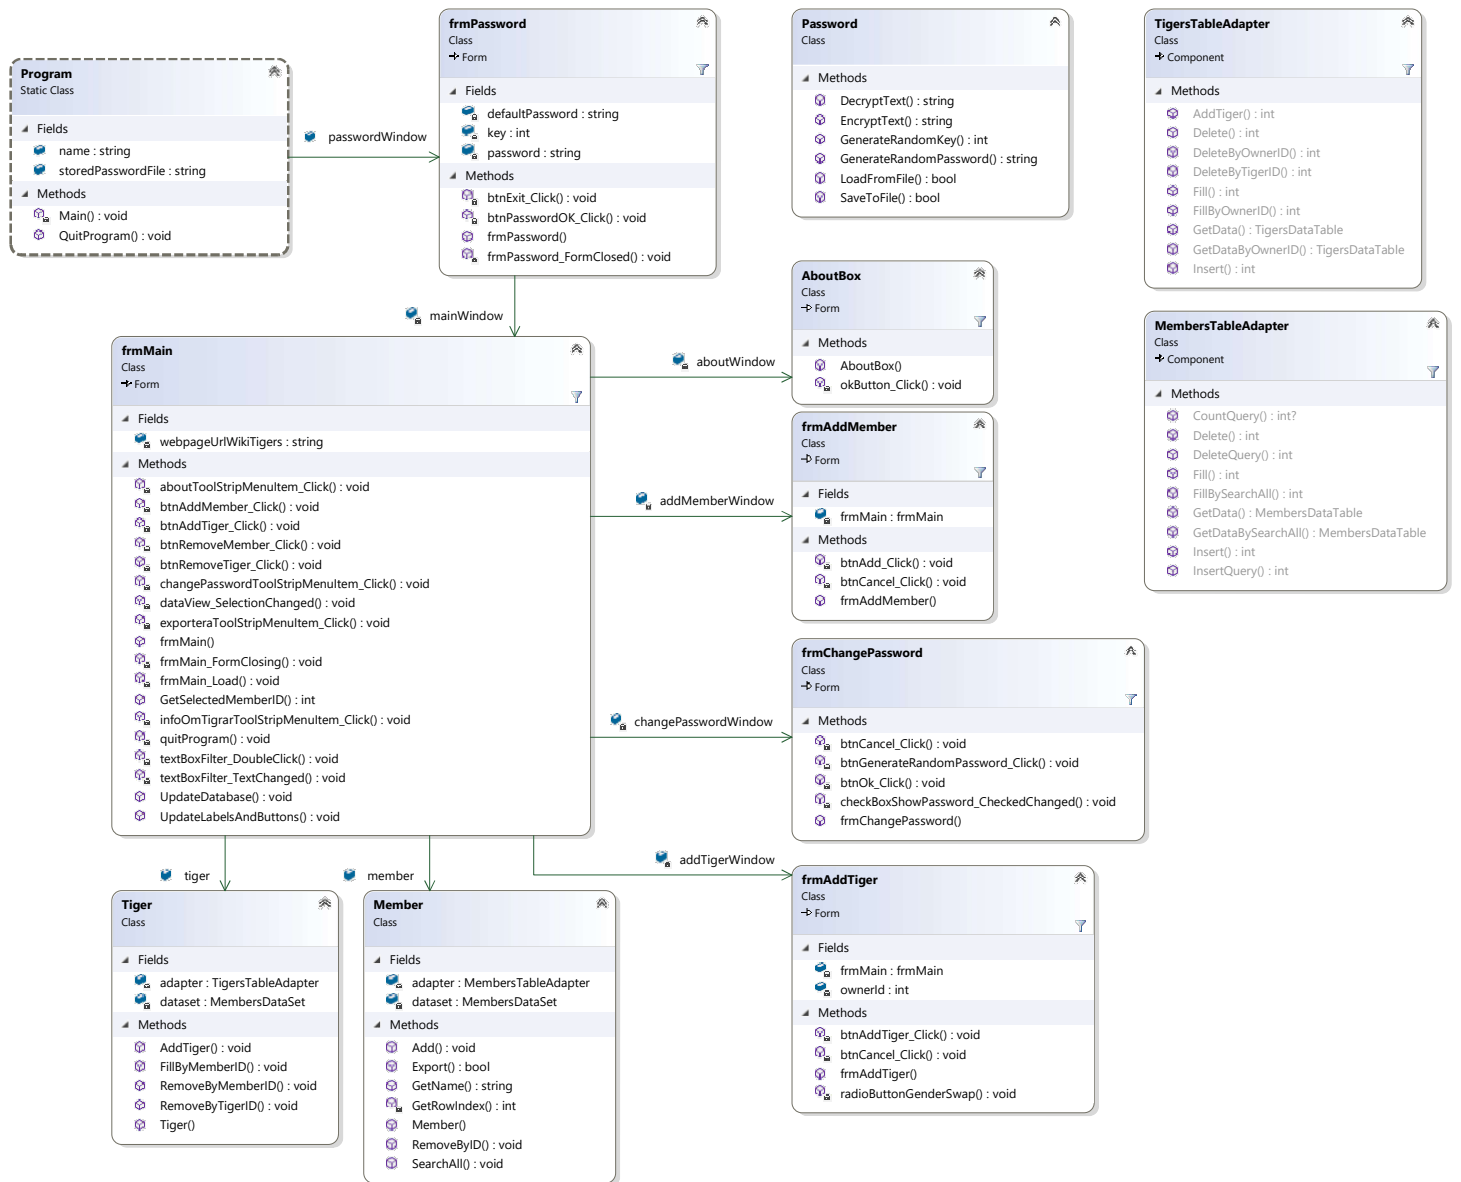 Program
Static Class
Fields
name : string
storedPasswordFile : string
Methods
Main() : void
QuitProgram() : void
passwordWindow
frmPassword
Class
Form
Fields
defaultPassword : string
key : int
password : string
Methods
btnExit_Click() : void
btnPasswordOK_Click() : void
frmPassword()
frmPassword_FormClosed() : void
Password
Class
Methods
DecryptText() : string
EncryptText() : string
GenerateRandomKey() : int
GenerateRandomPassword() : string
LoadFromFile() : bool
SaveToFile() : bool
TigersTableAdapter
Class
Component
Methods
AddTiger() : int
Delete() : int
DeleteByOwnerID() : int
DeleteByTigerID() : int
Fill() : int
FillByOwnerID() : int
GetData() : TigersDataTable
GetDataByOwnerID() : TigersDataTable
Insert() : int
mainWindow
frmMain
Class
Form
Fields
webpageUrlWikiTigers : string
Methods
aboutToolStripMenuItem_Click() : void
btnAddMember_Click() : void
btnAddTiger_Click() : void
btnRemoveMember_Click() : void
btnRemoveTiger_Click() : void
changePasswordToolStripMenuItem_Click() : void
dataView_SelectionChanged() : void
exporteraToolStripMenuItem_Click() : void
frmMain()
frmMain_FormClosing() : void
frmMain_Load() : void
GetSelectedMemberID() : int
infoOmTigrarToolStripMenuItem_Click() : void
quitProgram() : void
textBoxFilter_DoubleClick() : void
textBoxFilter_TextChanged() : void
UpdateDatabase() : void
UpdateLabelsAndButtons() : void
aboutWindow
AboutBox
Class
Form
Methods
AboutBox()
okButton_Click() : void
MembersTableAdapter
Class
Component
Methods
CountQuery() : int?
Delete() : int
DeleteQuery() : int
Fill() : int
FillBySearchAll() : int
GetData() : MembersDataTable
GetDataBySearchAll() : MembersDataTable
Insert() : int
InsertQuery() : int
addMemberWindow
frmAddMember
Class
Form
Fields
frmMain : frmMain
Methods
btnAdd_Click() : void
btnCancel_Click() : void
frmAddMember()
changePasswordWindow
frmChangePassword
Class
Form
Methods
btnCancel_Click() : void
btnGenerateRandomPassword_Click() : void
btnOk_Click() : void
checkBoxShowPassword_CheckedChanged() : void
frmChangePassword()
tiger
Tiger
Class
Fields
adapter : TigersTableAdapter
dataset : MembersDataSet
Methods
AddTiger() : void
FillByMemberID() : void
RemoveByMemberID() : void
RemoveByTigerID() : void
Tiger()
member
Member
Class
Fields
adapter : MembersTableAdapter
dataset : MembersDataSet
Methods
Add() : void
Export() : bool
GetName() : string
GetRowIndex() : int
Member()
RemoveByID() : void
SearchAll() : void
addTigerWindow
frmAddTiger
Class
Form
Fields
frmMain : frmMain
ownerId : int
Methods
btnAddTiger_Click() : void
btnCancel_Click() : void
frmAddTiger()
radioButtonGenderSwap() : void